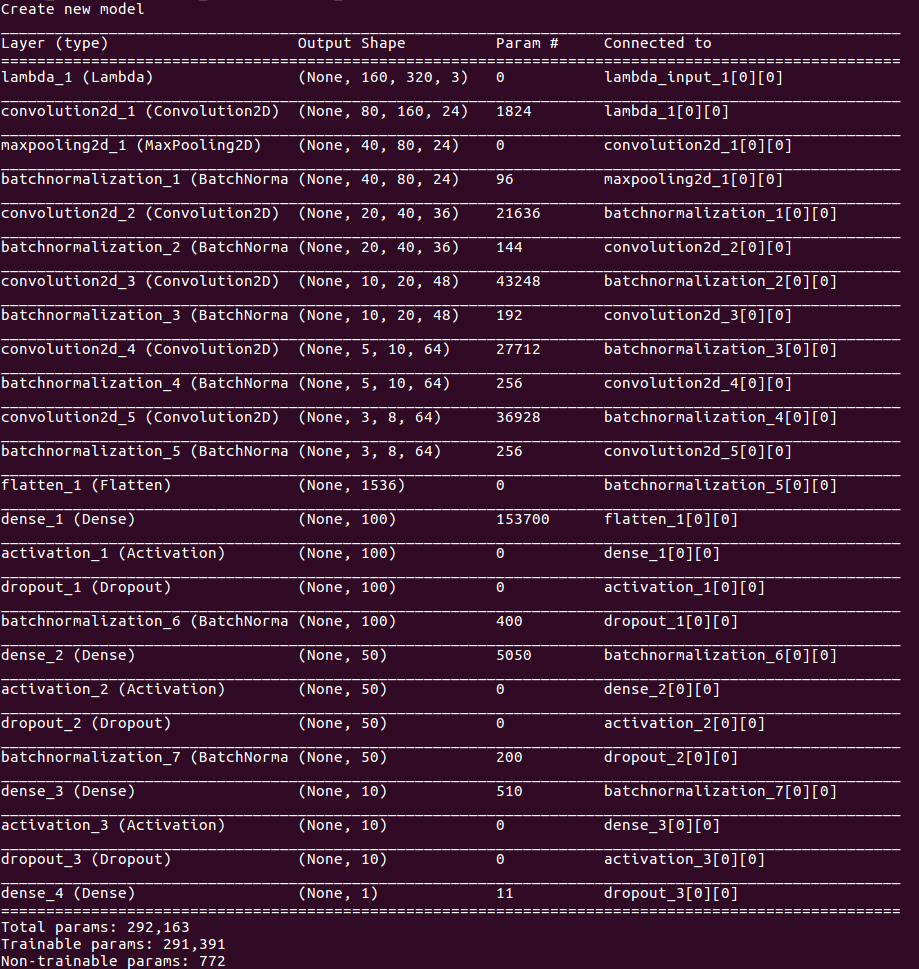 Create new model
Layer (type) Output Shape Param # Connected to
lambda_1 (Lambda) (None, 160, 320, 3) 0 lambda_input_1[0][0]
convolution2d_1 (Convolution2D) (None, 80, 160, 24) 1824 lambda_1[0][0]
maxpooling2d_1 (MaxPooling2D) (None, 40, 80, 24) 0 convolution2d_1[0][0]
batchnormalization_1 (BatchNorma (None, 40, 80, 24) 96 maxpooling2d_1[0][0]
convolution2d_2 (Convolution2D) (None, 20, 40, 36) 21636 batchnormalization_1[0][0]
batchnormalization_2 (BatchNorma (None, 20, 40, 36) 144 convolution2d_2[0][0]
convolution2d_3 (Convolution2D) (None, 10, 20, 48) 43248 batchnormalization_2[0][0]
batchnormalization_3 (BatchNorma (None, 10, 20, 48) 192 convolution2d_3[0][0]
convolution2d_4 (Convolution2D) (None, 5, 10, 64) 27712 batchnormalization_3[0][0]
batchnormalization_4 (BatchNorma (None, 5, 10, 64) 256 convolution2d_4[0][0]
convolution2d_5 (Convolution2D) (None, 3, 8, 64) 36928 batchnormalization_4[0][0]
batchnormalization_5 (BatchNorma (None, 3, 8, 64) 256 convolution2d_5[0][0]
flatten_1 (Flatten) (None, 1536) 0 batchnormalization_5[0][0]
dense_1 (Dense) (None, 100) 153700 flatten_1[0][0]
activation_1 (Activation) (None, 100) 0 dense_1[0][0]
dropout_1 (Dropout) (None, 100) 0 activation_1[0][0]
batchnormalization_6 (BatchNorma (None, 100) 400 dropout_1[0][0]
dense_2 (Dense) (None, 50) 5050 batchnormalization_6[0][0]
activation_2 (Activation) (None, 50) 0 dense_2[0][0]
dropout_2 (Dropout) (None, 50) 0 activation_2[0][0]
batchnormalization_7 (BatchNorma (None, 50) 200 dropout_2[0][0]
dense_3 (Dense) (None, 10) 510 batchnormalization_7[0][0]
activation_3 (Activation) (None, 10) 0 dense_3[0][0]
dropout_3 (Dropout) (None, 10) 0 activation_3[0][0]
dense_4 (Dense) (None, 1) 11 dropout_3[0][0]
Total params: 292,163
Trainable params: 291,391
Non-trainable params: 772